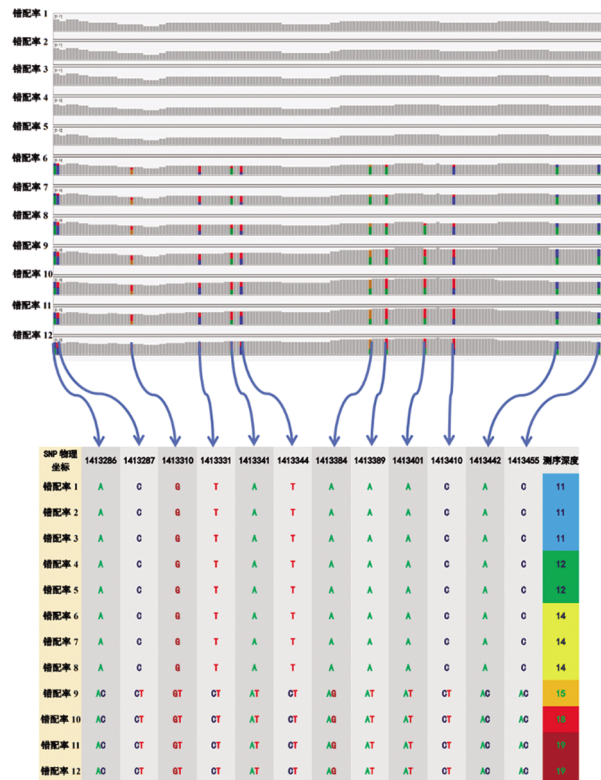 错配率 1
错配率 2
错配率 3
错配率 4
错配率 5
错配率 6
错配率 7
错配率 8
错配率 9
错配率 10
错配率 11
错配率 12
SNP 物理坐标 1413286 1413287 1413310 1413331 1413341 1413344 1413384 1413389 1413401 1413410 1413442 1413455 测序深度
错配率 1 A C G T A T A A A C A C 11
错配率 2 A C G T A T A A A C A C 11
错配率 3 A C G T A T A A A C A C 11
错配率 4 A C G T A T A A A C A C 12
错配率 5 A C G T A T A A A C A C 12
错配率 6 A C G T A T A A A C A C 14
错配率 7 A C G T A T A A A C A C 14
错配率 8 A C G T A T A A A C A C 14
错配率 9 AC CT GT CT AT CT AG AT AT CT AC AC 15
错配率 10 AC CT GT CT AT CT AG AT AT CT AC AC 18
错配率 11 AC CT GT CT AT CT AG AT AT CT AC AC 19
错配率 12 AC CT GT CT AT CT AG AT AT CT AC AC 19